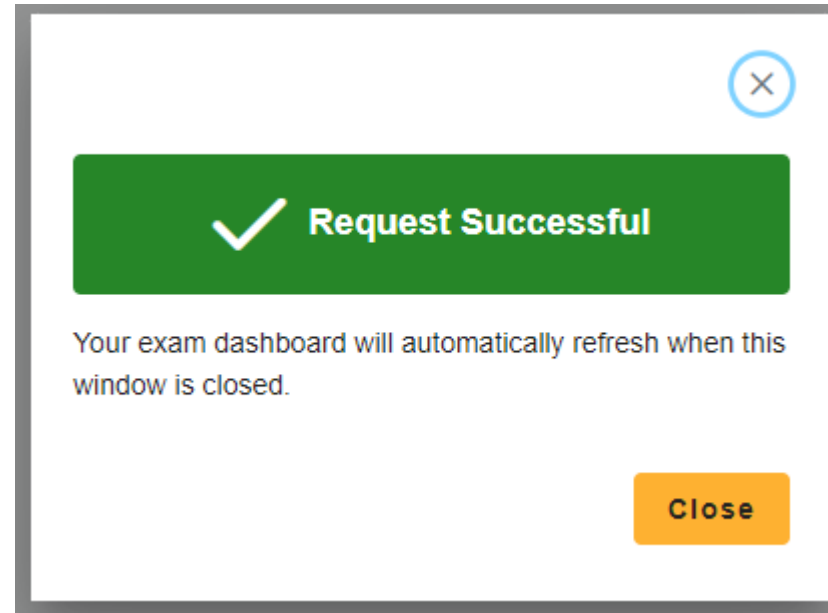 Request Successful
Your exam dashboard will automatically refresh when this
window is closed.
Close